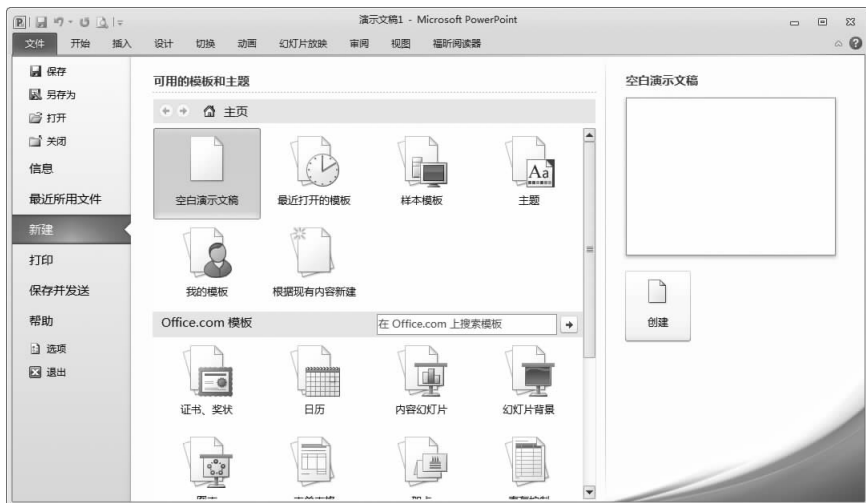 演示文稿1 - Microsoft PowerPoint
文件 开始 插入 设计 切换 动画 幻灯片放映 审阅 视图 福昕阅读器
保存
另存为
打开
关闭
信息
最近所用文件
新建
打印
保存并发送
帮助
选项
退出
可用的模板和主题
主页
空白演示文稿 最近打开的模板 样本模板 主题
我的模板 根据现有内容新建
Office.com 模板 在 Office.com 上搜索模板
证书、奖状 日历 内容幻灯片 幻灯片背景
空白演示文稿
创建